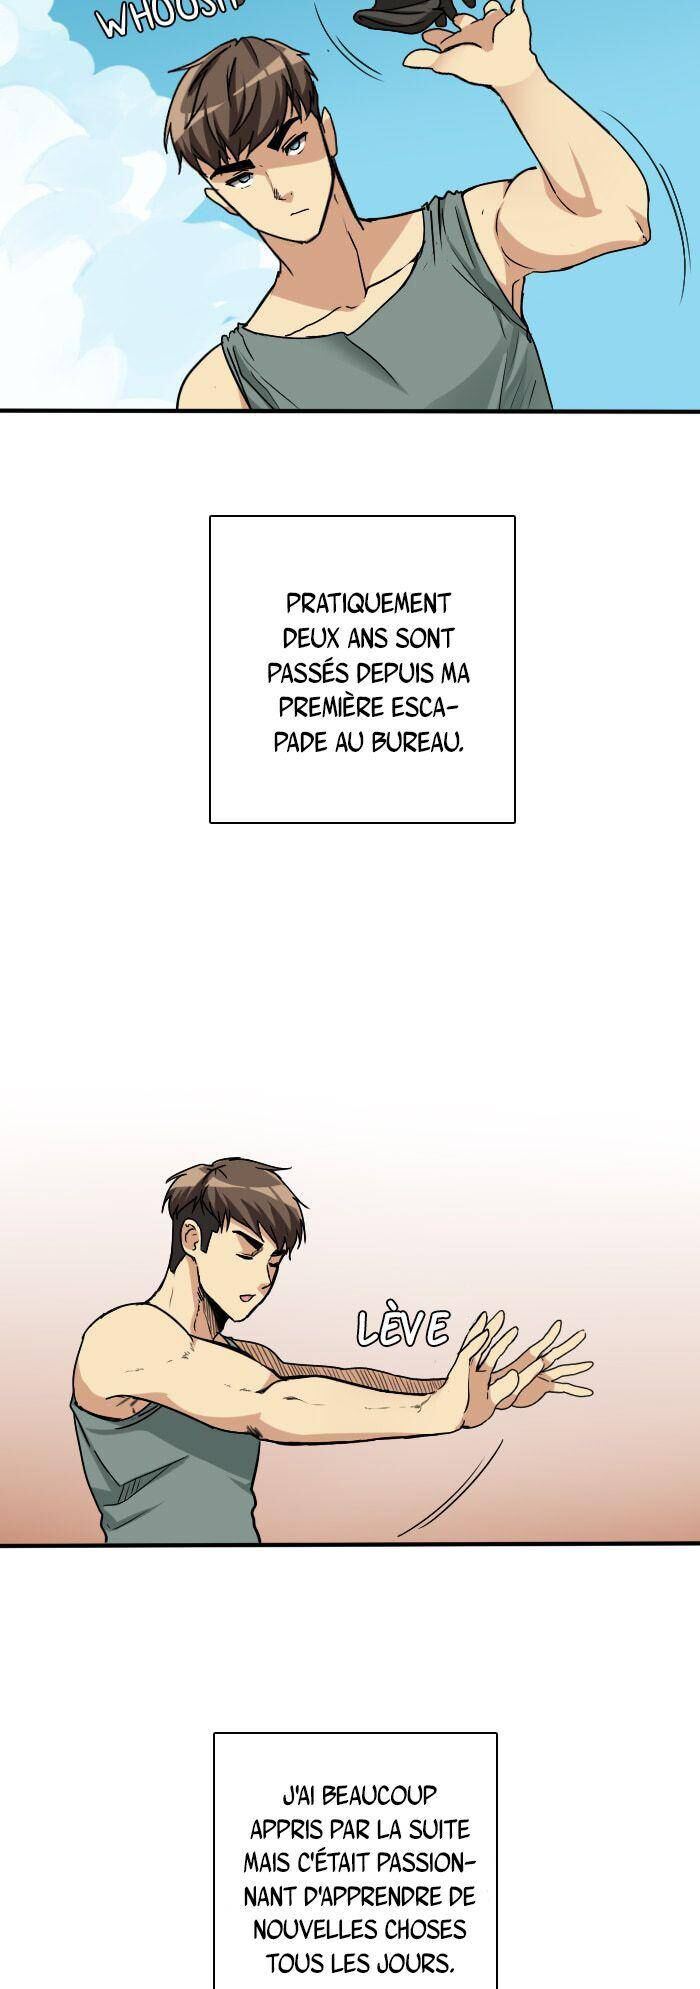 WHOOSH
PRATIQUEMENT
DEUX ANS SONT
PASSÉS DEPUIS MA
PREMIÈRE ESCA-
PADE AU BUREAU.
LÈVE
J'AI BEAUCOUP
APPRIS PAR LA SUITE
MAIS C'ÉTAIT PASSION-
NANT D'APPRENDRE DE
NOUVELLES CHOSES
TOUS LES JOURS.